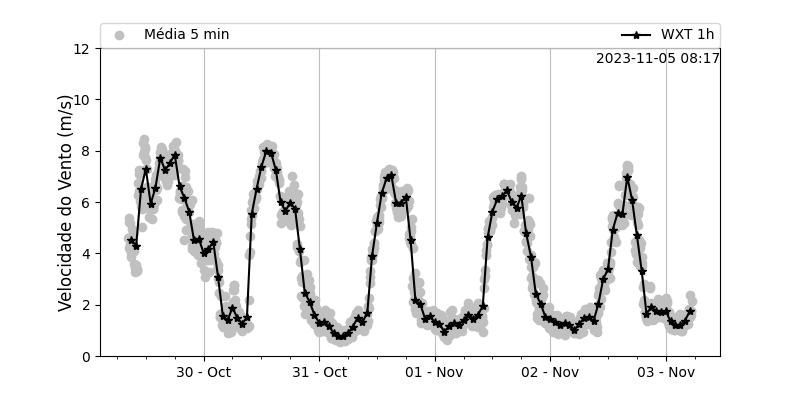 Média 5 min
WXT 1h
2023-11-05 08:17
Velocidade do Vento (m/s)
12
10
8
6
4
2
0
30 - Oct
31 - Oct
01 - Nov
02 - Nov
03 - Nov